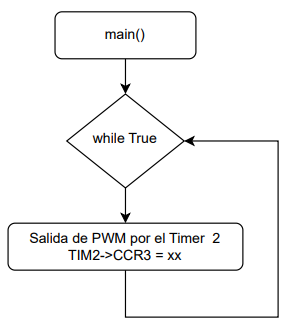 main()
while True
Salida de PWM por el Timer 2
TIM2->CCR3 = xx